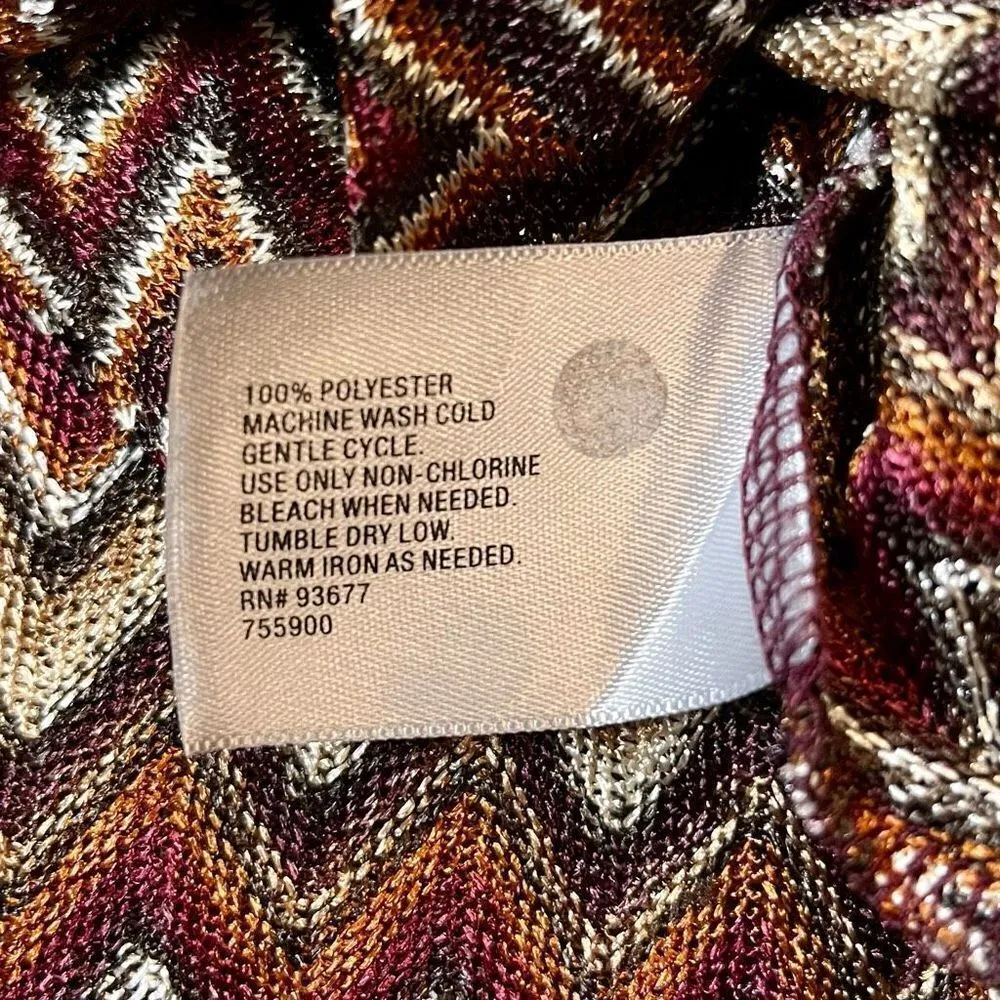 100% POLYESTER
MACHINE WASH COLD
GENTLE CYCLE.
USE ONLY NON-CHLORINE
BLEACH WHEN NEEDED.
TUMBLE DRY LOW.
WARM IRON AS NEEDED.
RN# 93677
755900